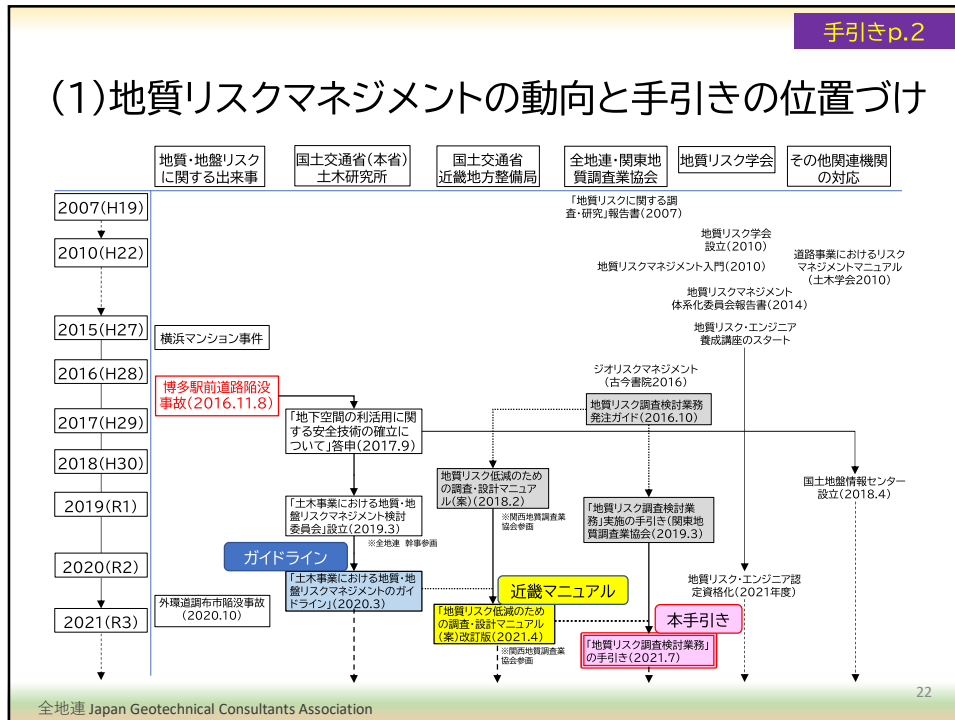 手引きp.2
(1)地質リスクマネジメントの動向と手引きの位置づけ
地質・地盤リスク
に関する出来事
国土交通省(本省)
土木研究所
国土交通省
近畿地方整備局
全地連・関東地
質調査業協会
地質リスク学会
その他関連機関
の対応
2007(H19)
2010(H22)
2015(H27)
2016(H28)
2017(H29)
2018(H30)
2019(R1)
2020(R2)
2021(R3)
横浜マンション事件
博多駅前道路陥没
事故(2016.11.8)
外環道調布市陥没事故
(2020.10)
「地下空間の利活用に関
する安全技術の確立に
ついて」答申(2017.9)
「土木事業における地質・地
盤リスクマネジメント検討
委員会」設立(2019.3)
※全地連 幹事参画
ガイドライン
「土木事業における地質・地
盤リスクマネジメントのガイ
ドライン」(2020.3)
地質リスク低減のため
の調査・設計マニュア
ル(案)(2018.2)
※関西地質調査業
協会参画
近畿マニュアル
「地質リスク低減のため
の調査・設計マニュアル
(案)改訂版(2021.4)
※関西地質調査業
協会参画
「地質リスクに関する調
査・研究」報告書(2007)
地質リスクマネジメント入門(2010)
ジオリスクマネジメント
(古今書院2016)
地質リスク調査検討業務
発注ガイド(2016.10)
「地質リスク調査検討業
務」実施の手引き(関東地
質調査業協会(2019.3)
本手引き
「地質リスク調査検討業務」
の手引き(2021.7)
地質リスク学会
設立(2010)
地質リスクマネジメント
体系化委員会報告書(2014)
地質リスク・エンジニア
養成講座のスタート
地質リスク・エンジニア認
定資格化(2021年度)
道路事業におけるリスク
マネジメントマニュアル
(土木学会2010)
国土地盤情報センター
設立(2018.4)
22
全地連 Japan Geotechnical Consultants Association